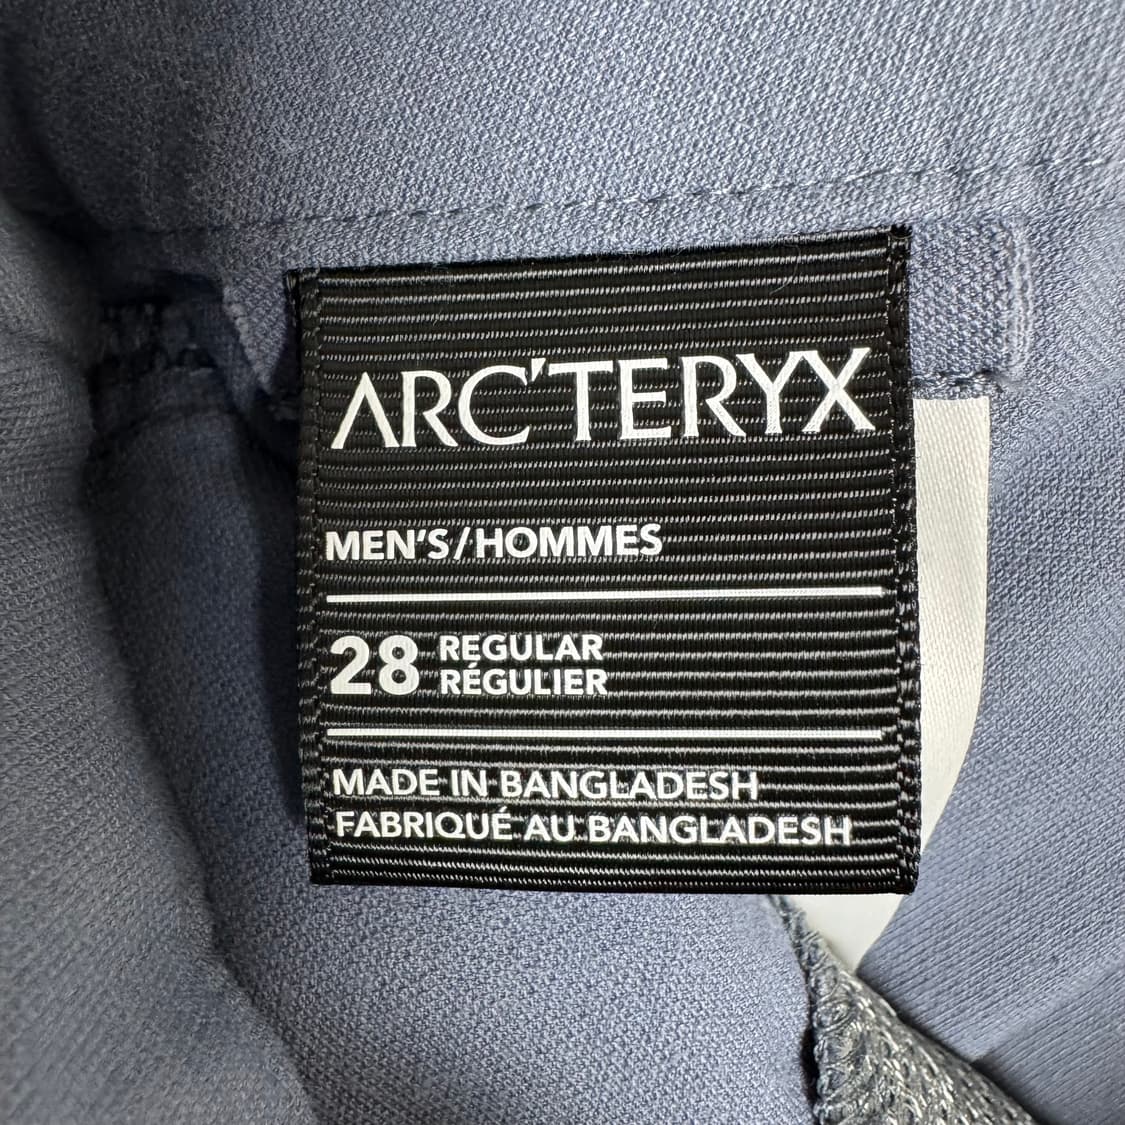 ARC'TERYX
MEN'S/HOMMES
28 REGULAR
RÉGULIER
MADE IN BANGLADESH
FABRIQUÉ AU BANGLADESH